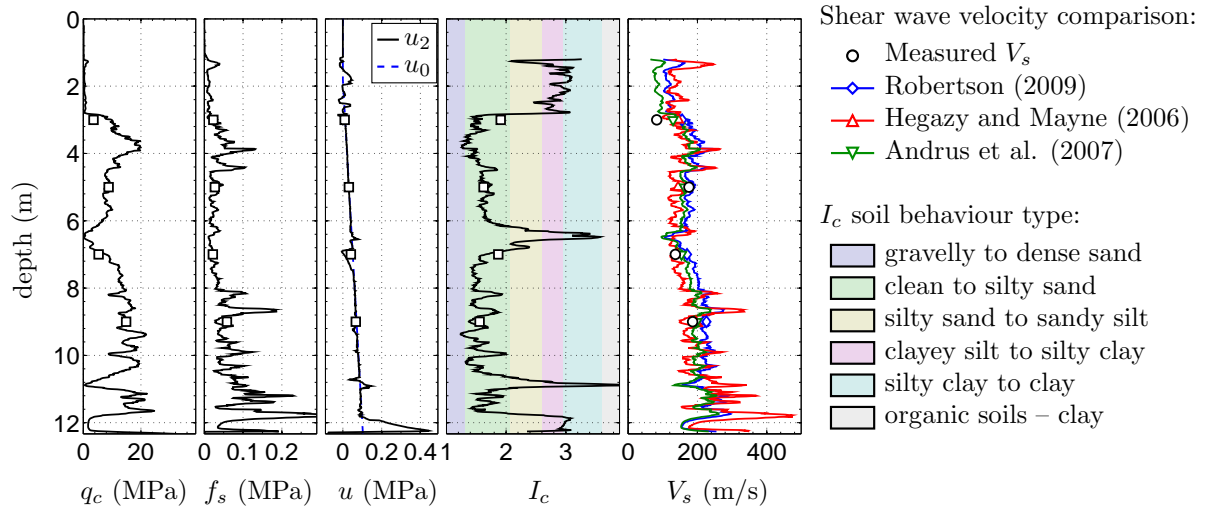 depth (m)
0
2
4
6
8
10
12
0 20
q_c (MPa)
0 0.1 0.2
f_s (MPa)
u_2
u_0
0 0.2 0.4
u (MPa)
1 2 3
I_c
0 200 400
V_s (m/s)
Shear wave velocity comparison:
Measured V_s
Robertson (2009)
Hegazy and Mayne (2006)
Andrus et al. (2007)
I_c soil behaviour type:
gravelly to dense sand
clean to silty sand
silty sand to sandy silt
clayey silt to silty clay
silty clay to clay
organic soils – clay